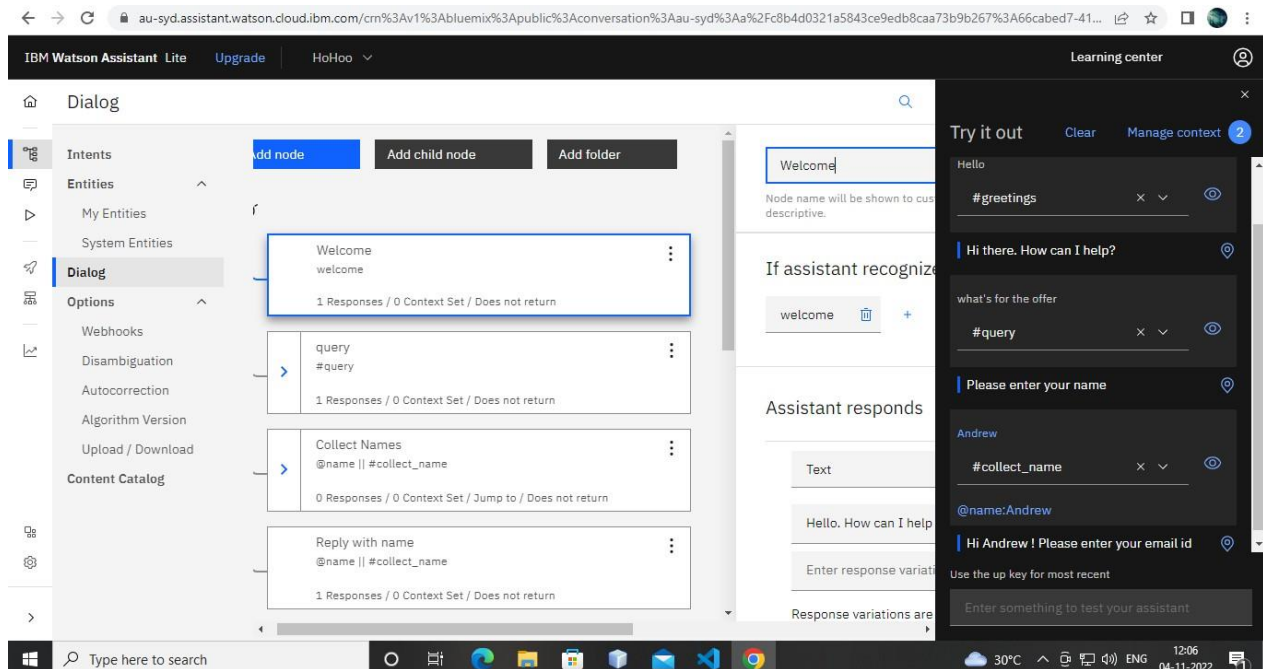 au-syd.assistant.watson.cloud.ibm.com/crn%3Av1%3Abluemix%3Apublic%3Aconversation%3Aau-syd%3Aa%2Fc8b4d0321a5843ce9edb8caa73b9b267%3A66cabed7-41...
IBM Watson Assistant Lite Upgrade HoHoo Learning center
Dialog
Intents
Entities
My Entities
System Entities
Dialog
Options
Webhooks
Disambiguation
Autocorrection
Algorithm Version
Upload / Download
Content Catalog
Add node Add child node Add folder
Welcome
welcome
1 Responses / 0 Context Set / Does not return
query
#query
1 Responses / 0 Context Set / Does not return
Collect Names
@name || #collect_name
0 Responses / 0 Context Set / Jump to / Does not return
Reply with name
@name || #collect_name
1 Responses / 0 Context Set / Does not return
Welcome
Node name will be shown to cus
descriptive.
If assistant recognize
welcome
Assistant responds
Text
Hello. How can I help
Enter response variati
Response variations are
Try it out Clear Manage context 2
Hello
#greetings
Hi there. How can I help?
what's for the offer
#query
Please enter your name
Andrew
#collect_name
@name:Andrew
Hi Andrew ! Please enter your email id
Use the up key for most recent
Enter something to test your assistant
Type here to search
30°C ENG 12:06
04-11-2022